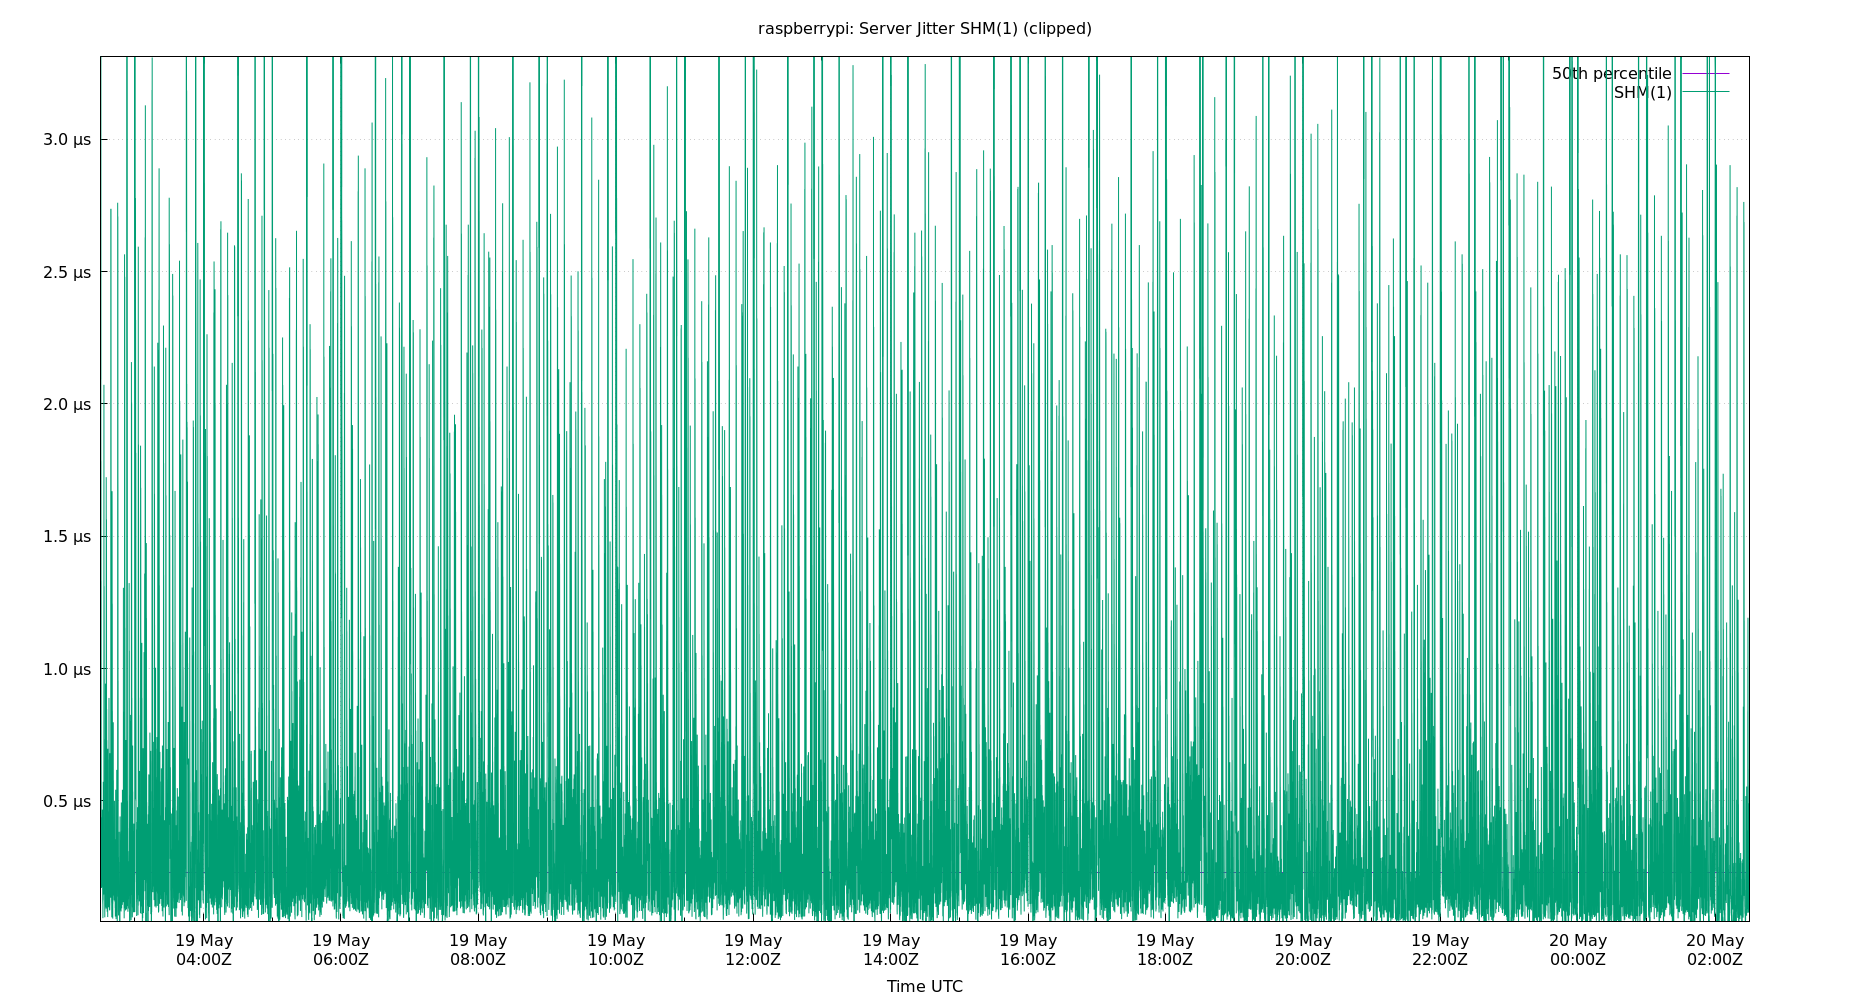 raspberrypi: Server Jitter SHM(1) (clipped)
50th percentile
SHM(1)
3.0 μs
2.5 μs
2.0 μs
1.5 μs
1.0 μs
0.5 μs
19 May 19 May 19 May 19 May 19 May 19 May 19 May 19 May 19 May 19 May 20 May 20 May
04:00Z 06:00Z 08:00Z 10:00Z 12:00Z 14:00Z 16:00Z 18:00Z 20:00Z 22:00Z 00:00Z 02:00Z
Time UTC